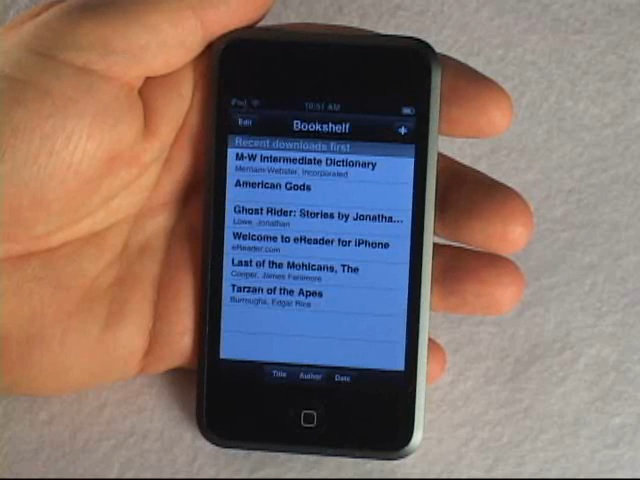 iPod 10:51 AM
Edit Bookshelf +
Recent downloads first
M-W Intermediate Dictionary
Merriam-Webster, Incorporated
American Gods
Ghost Rider: Stories by Jonatha...
Lowe, Jonathan
Welcome to eReader for iPhone
eReader.com
Last of the Mohicans, The
Cooper, James Fenimore
Tarzan of the Apes
Burroughs, Edgar Rice
Title Author Date